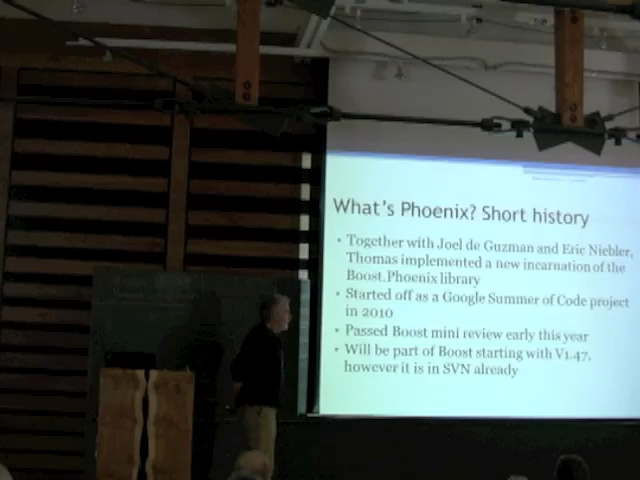 What's Phoenix? Short history
• Together with Joel de Guzman and Eric Niebler,
Thomas implemented a new incarnation of the
Boost.Phoenix library
• Started off as a Google Summer of Code project
in 2010
• Passed Boost mini review early this year
• Will be part of Boost starting with V1.47,
however it is in SVN already